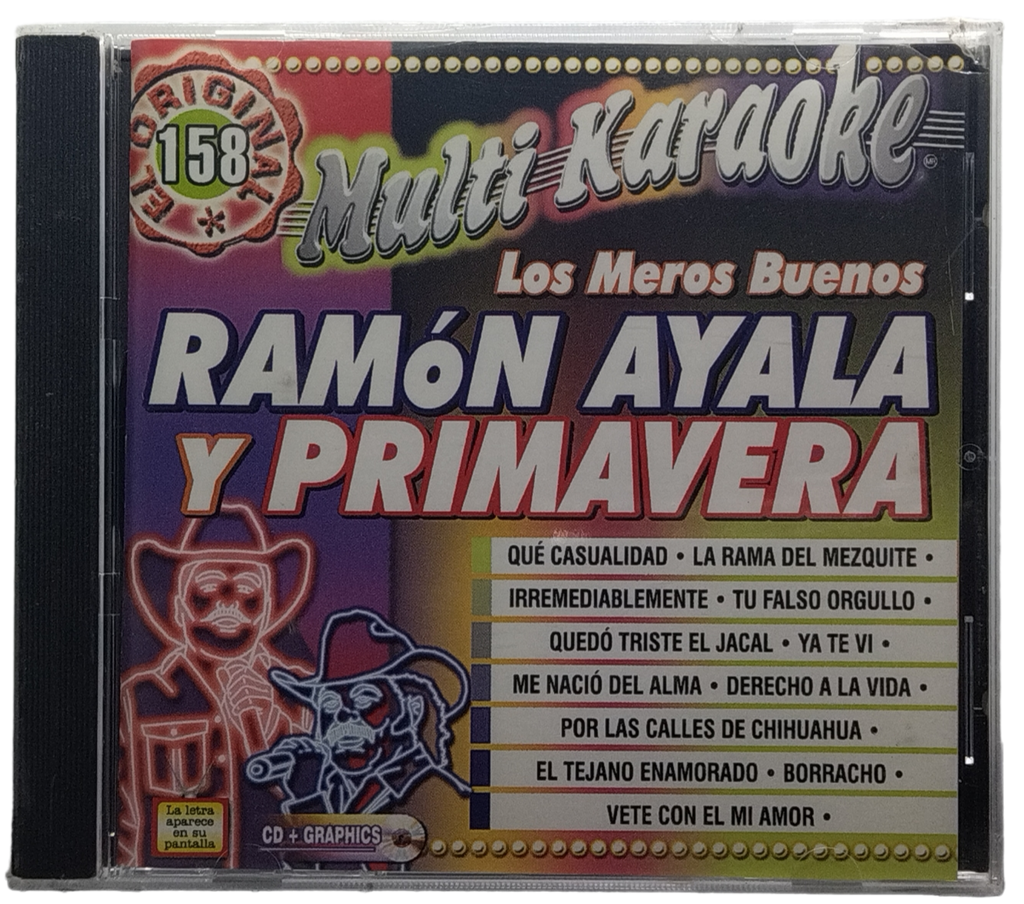 EL ORIGINAL
158
Multi Karaoke
MR
Los Meros Buenos
RAMÓN AYALA
Y PRIMAVERA
QUÉ CASUALIDAD • LA RAMA DEL MEZQUITE •
IRREMEDIABLEMENTE • TU FALSO ORGULLO •
QUEDÓ TRISTE EL JACAL • YA TE VI •
ME NACIÓ DEL ALMA • DERECHO A LA VIDA •
POR LAS CALLES DE CHIHUAHUA •
EL TEJANO ENAMORADO • BORRACHO •
VETE CON EL MI AMOR •
La letra
aparece
en su
pantalla
CD + GRAPHICS